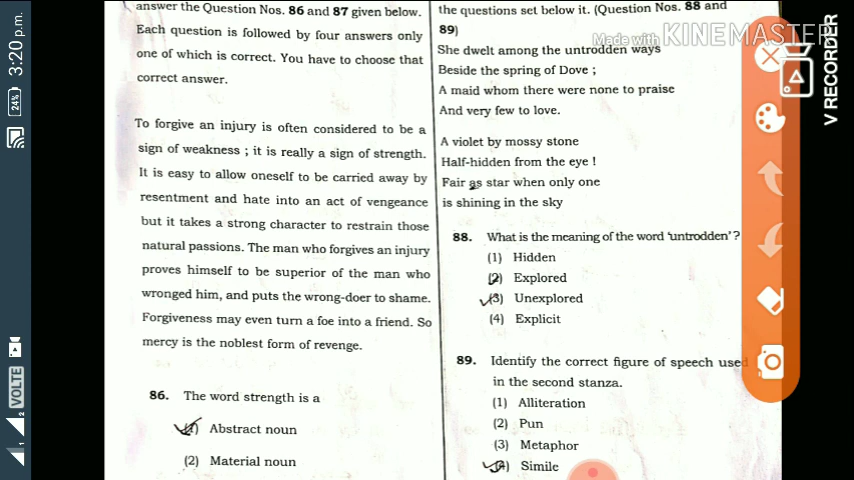 answer the Question Nos. 86 and 87 given below.
Each question is followed by four answers only
one of which is correct. You have to choose that
correct answer.
To forgive an injury is often considered to be a
sign of weakness ; it is really a sign of strength.
It is easy to allow oneself to be carried away by
resentment and hate into an act of vengeance
but it takes a strong character to restrain those
natural passions. The man who forgives an injury
proves himself to be superior of the man who
wronged him, and puts the wrong-doer to shame.
Forgiveness may even turn a foe into a friend. So
mercy is the noblest form of revenge.
86. The word strength is a
(1) Abstract noun
(2) Material noun
the questions set below it. (Question Nos. 88 and
89)
She dwelt among the untrodden ways
Beside the spring of Dove ;
A maid whom there were none to praise
And very few to love.
A violet by mossy stone
Half-hidden from the eye !
Fair as star when only one
is shining in the sky
88. What is the meaning of the word 'untrodden' ?
(1) Hidden
(2) Explored
(3) Unexplored
(4) Explicit
89. Identify the correct figure of speech used
in the second stanza.
(1) Alliteration
(2) Pun
(3) Metaphor
(4) Simile
Made with KINEMASTER
V RECORDER
3:20 p.m.
24%
VOLTE
1
2